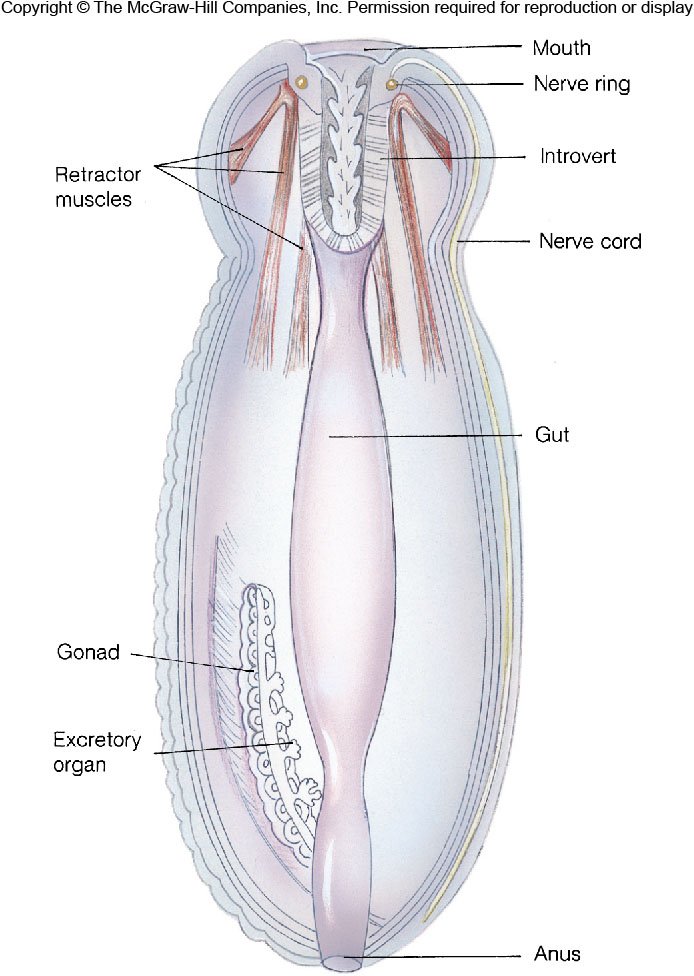 Copyright © The McGraw-Hill Companies, Inc. Permission required for reproduction or display
Mouth
Nerve ring
Introvert
Retractor
muscles
Nerve cord
Gut
Gonad
Excretory
organ
Anus